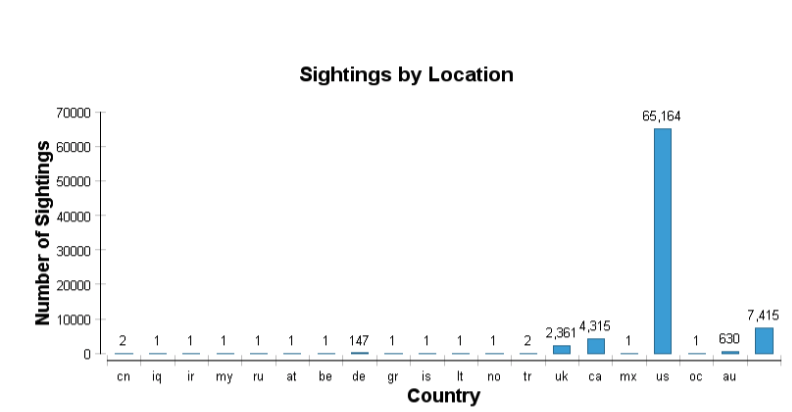 Sightings by Location
Number of Sightings
70000
60000
50000
40000
30000
20000
10000
0
2 1 1 1 1 1 1 147 1 1 1 1 2 2,361 4,315 1 65,164 1 630 7,415
cn iq ir my ru at be de gr is lt no tr uk ca mx us oc au
Country